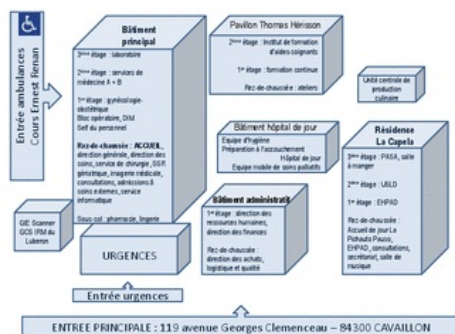 Entrée ambulances
Cours Ernest Renan
Bâtiment
principal
3ème étage : laboratoire
2ème étage : services de
médecine A + B
1er étage : gynécologie-
obstétrique
Bloc opératoire, DIM
Self du personnel
Rez-de-chaussée : ACCUEIL,
direction générale, direction des
soins, service de chirurgie, SSR
gériatrique, imagerie médicale,
consultations, admissions &
soins externes, service
informatique
Sous-sol : pharmacie, lingerie
Pavillon Thomas Hérisson
2ème étage : Institut de formation
d'aides-soignants
1er étage : formation continue
Rez-de-chaussée : ateliers
Unité centrale de
production
culinaire
Bâtiment hôpital de jour
Equipe d'hygiène
Préparation à l'accouchement
Hôpital de jour
Equipe mobile de soins palliatifs
Résidence
La Capela
3ème étage : PASA, salle
à manger
2ème étage : USLD
1er étage : EHPAD
Rez-de-chaussée :
Accueil de jour La
Pichoto Pauso,
EHPAD, consultations,
secrétariat, salle de
musique
Bâtiment administratif
1er étage : direction des
ressources humaines,
direction des finances
Rez-de-chaussée :
direction des achats,
logistique et qualité
GIE Scanner
GCS IRM du
Luberon
URGENCES
Entrée urgences
ENTREE PRINCIPALE : 119 avenue Georges Clemenceau – 84300 CAVAILLON